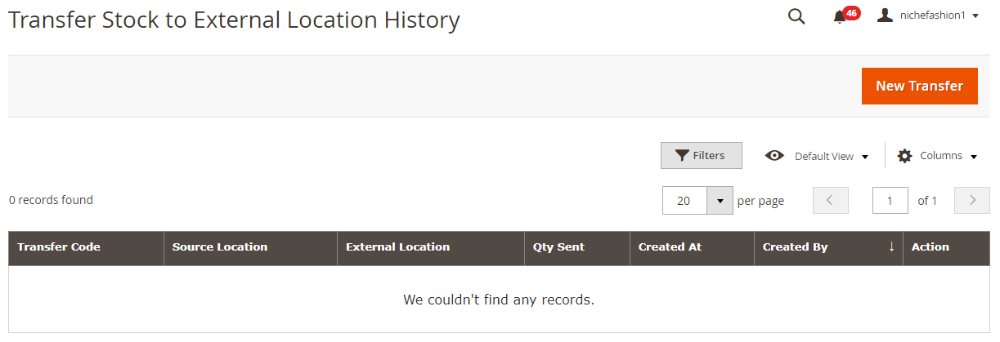 Transfer Stock to External Location History
46
nichefashion1
New Transfer
Filters
Default View
Columns
0 records found
20
per page
1
of 1
Transfer Code
Source Location
External Location
Qty Sent
Created At
Created By ↓
Action
We couldn't find any records.